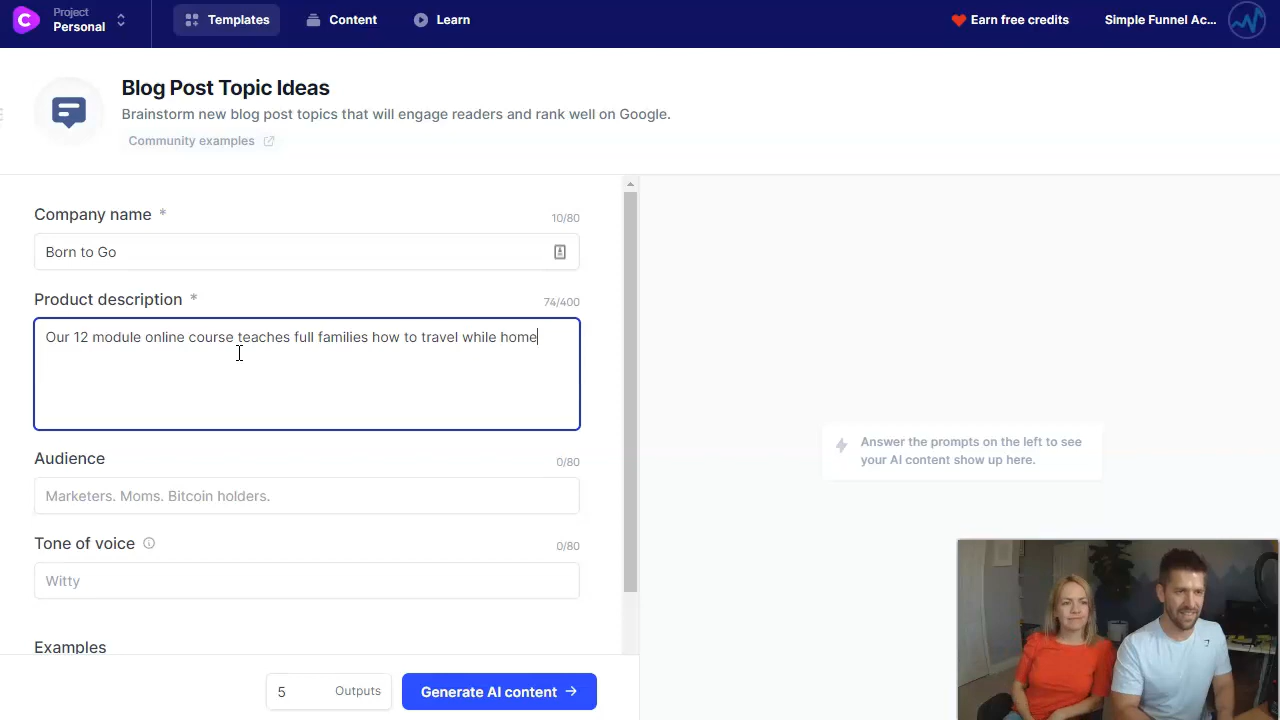 Project
Personal
Templates
Content
Learn
Earn free credits
Simple Funnel Ac...
Blog Post Topic Ideas
Brainstorm new blog post topics that will engage readers and rank well on Google.
Community examples
Company name *
10/80
Born to Go
Product description *
74/400
Our 12 module online course teaches full families how to travel while home
Audience
0/80
Marketers. Moms. Bitcoin holders.
Tone of voice
0/80
Witty
Examples
5 Outputs
Generate AI content →
Answer the prompts on the left to see
your AI content show up here.